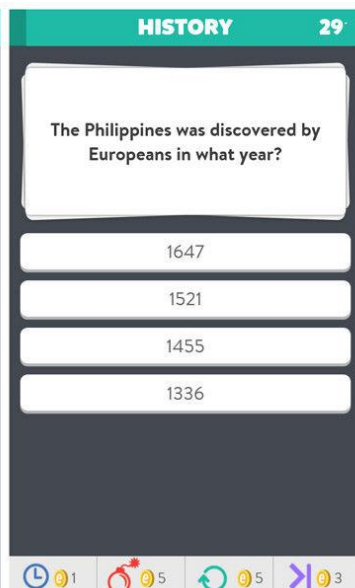 HISTORY 29
The Philippines was discovered by
Europeans in what year?
1647
1521
1455
1336
1 5 5 3